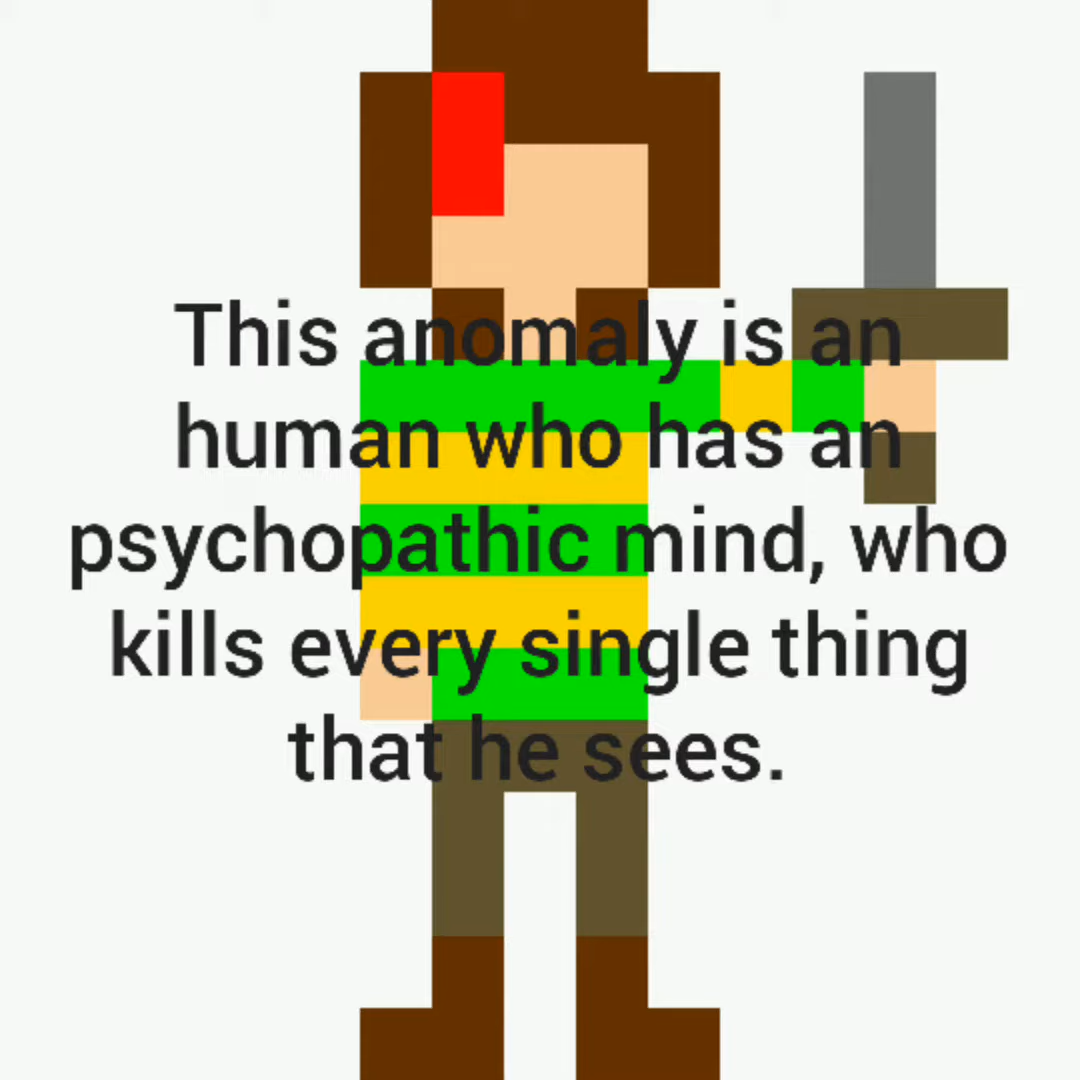 This anomaly is an
human who has an
psychopathic mind, who
kills every single thing
that he sees.